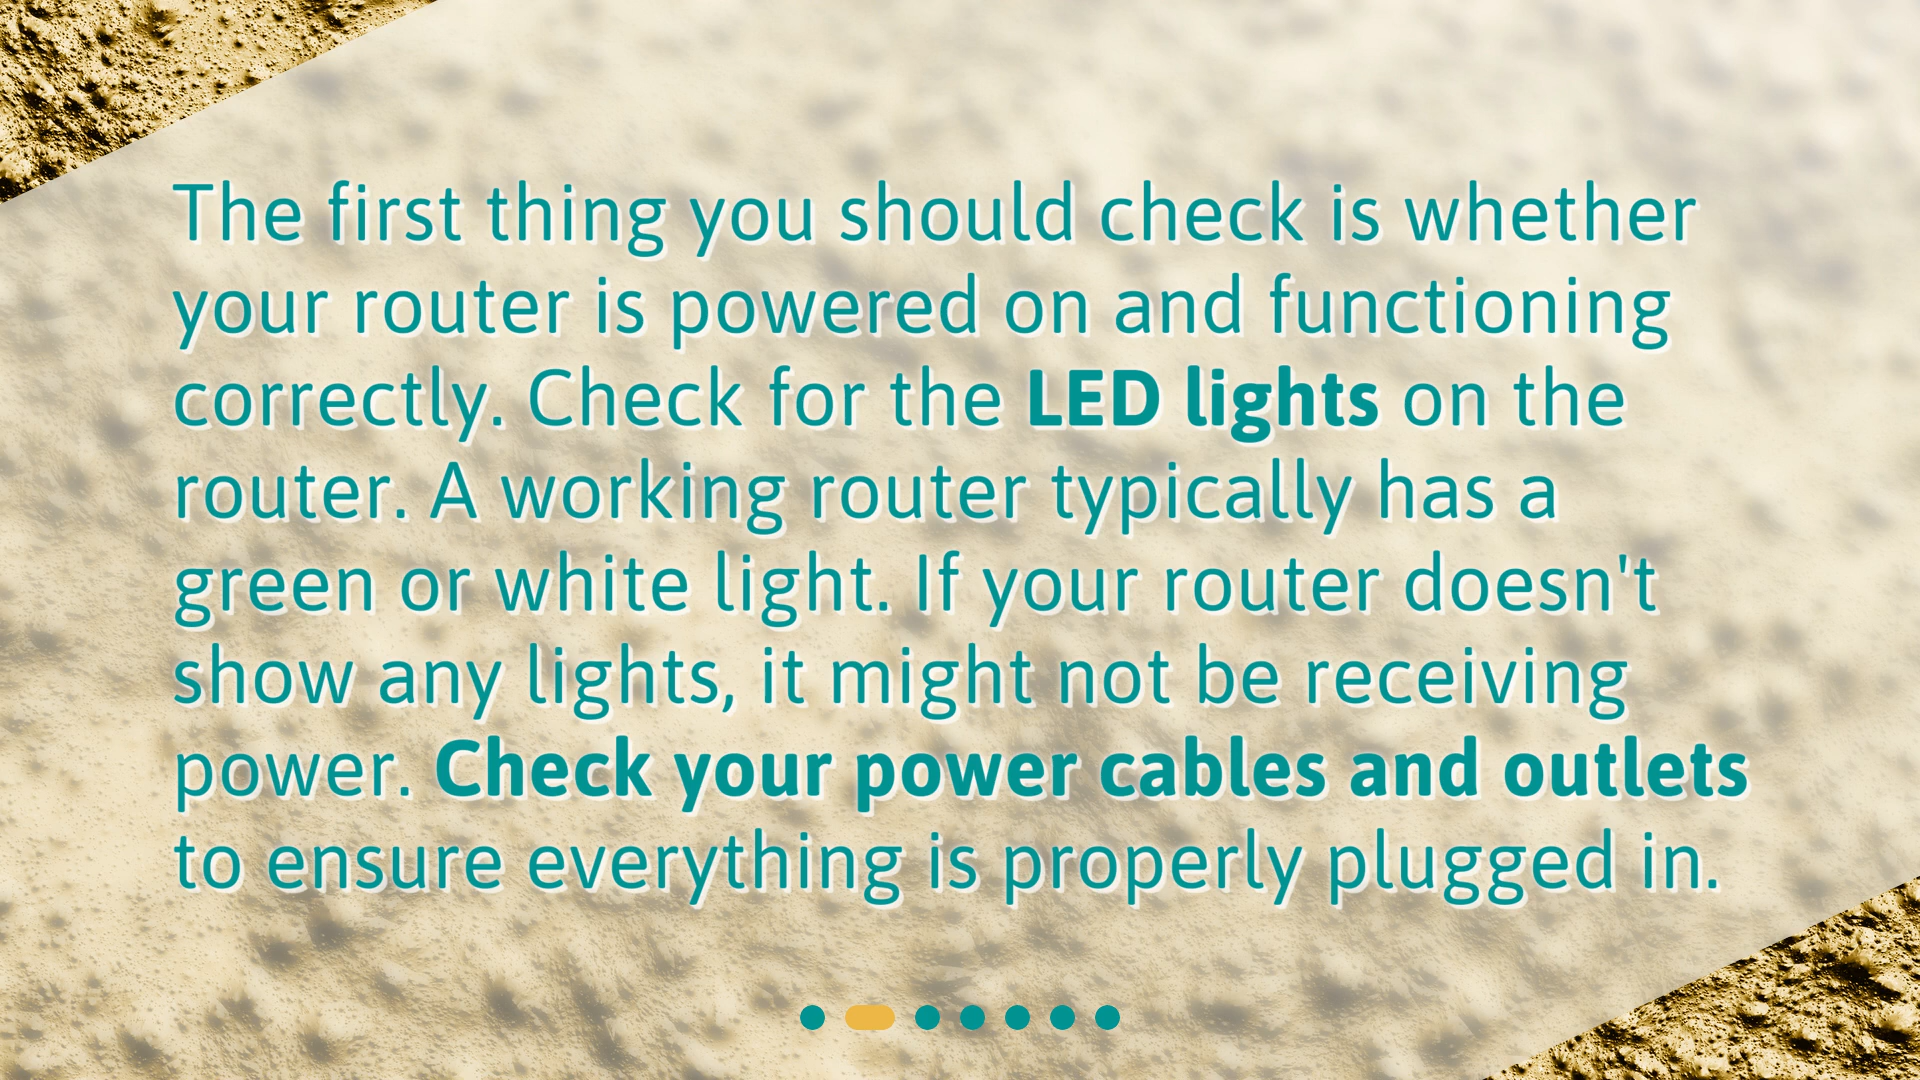 The first thing you should check is whether
your router is powered on and functioning
correctly. Check for the LED lights on the
router. A working router typically has a
green or white light. If your router doesn't
show any lights, it might not be receiving
power. Check your power cables and outlets
to ensure everything is properly plugged in.